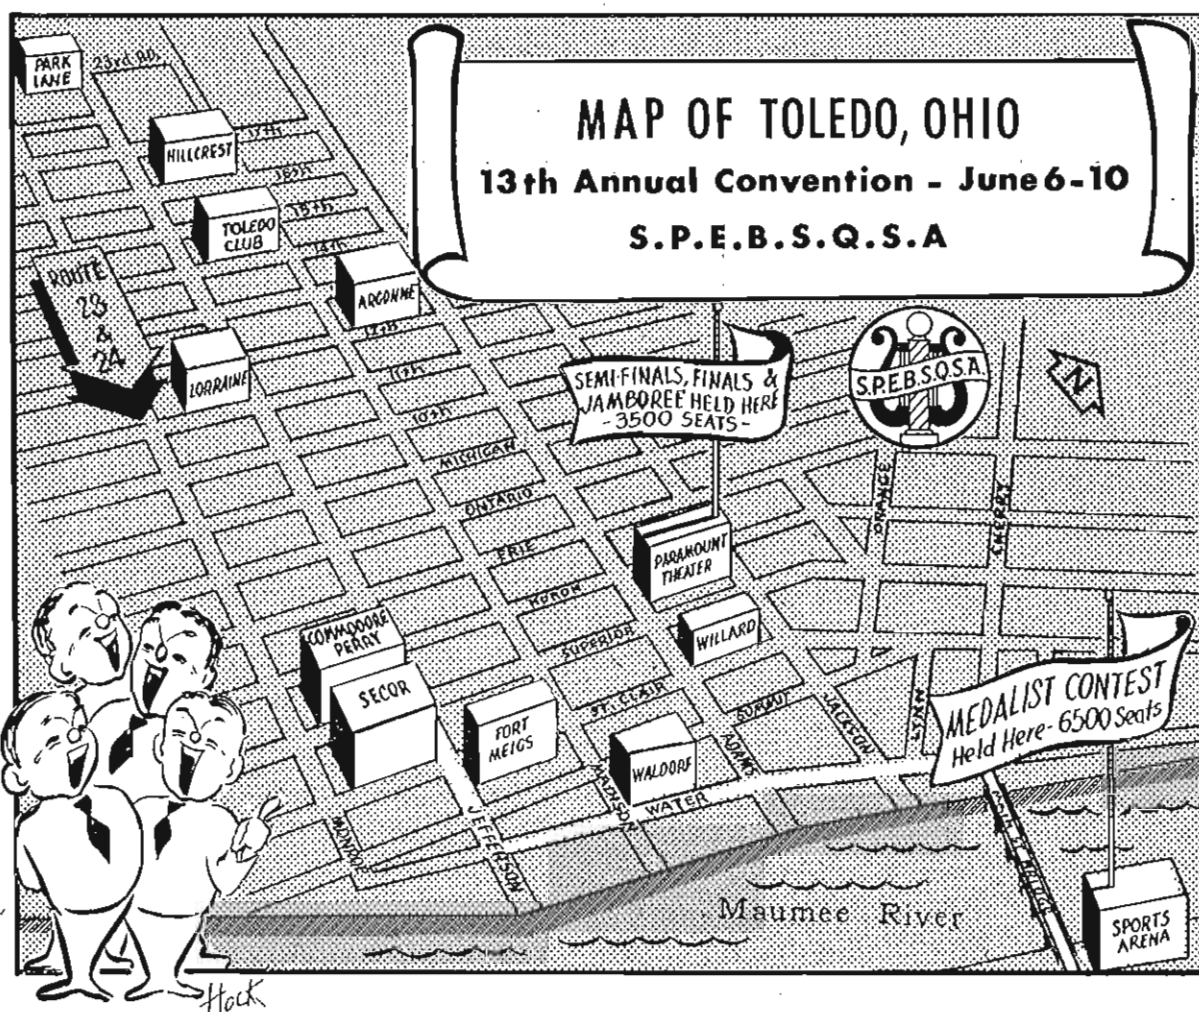 MAP OF TOLEDO, OHIO
13th Annual Convention - June 6-10
S.P.E.B.S.Q.S.A
PARK
LANE
23rd RD.
HILLCREST
17th
16th
TOLEDO
CLUB
15th
14th
ROUTE
23
&
24
ARGONNE
12th
LORRAINE
11th
10th
SEMI-FINALS, FINALS &
JAMBOREE HELD HERE
- 3500 SEATS -
S.P.E.B.S.Q.S.A.
N
MICHIGAN
ONTARIO
ORANGE
CHERRY
ERIE
PARAMOUNT
THEATER
HURON
COMMODORE
PERRY
SUPERIOR
WILLARD
SECOR
ST. CLAIR
SUMMIT
JACKSON
MEDALIST CONTEST
Held Here - 6500 Seats
FORT
MEIGS
WALDORF
ADAMS
MADISON
WATER
MONROE
JEFFERSON
Maumee River
SPORTS
ARENA
Hock